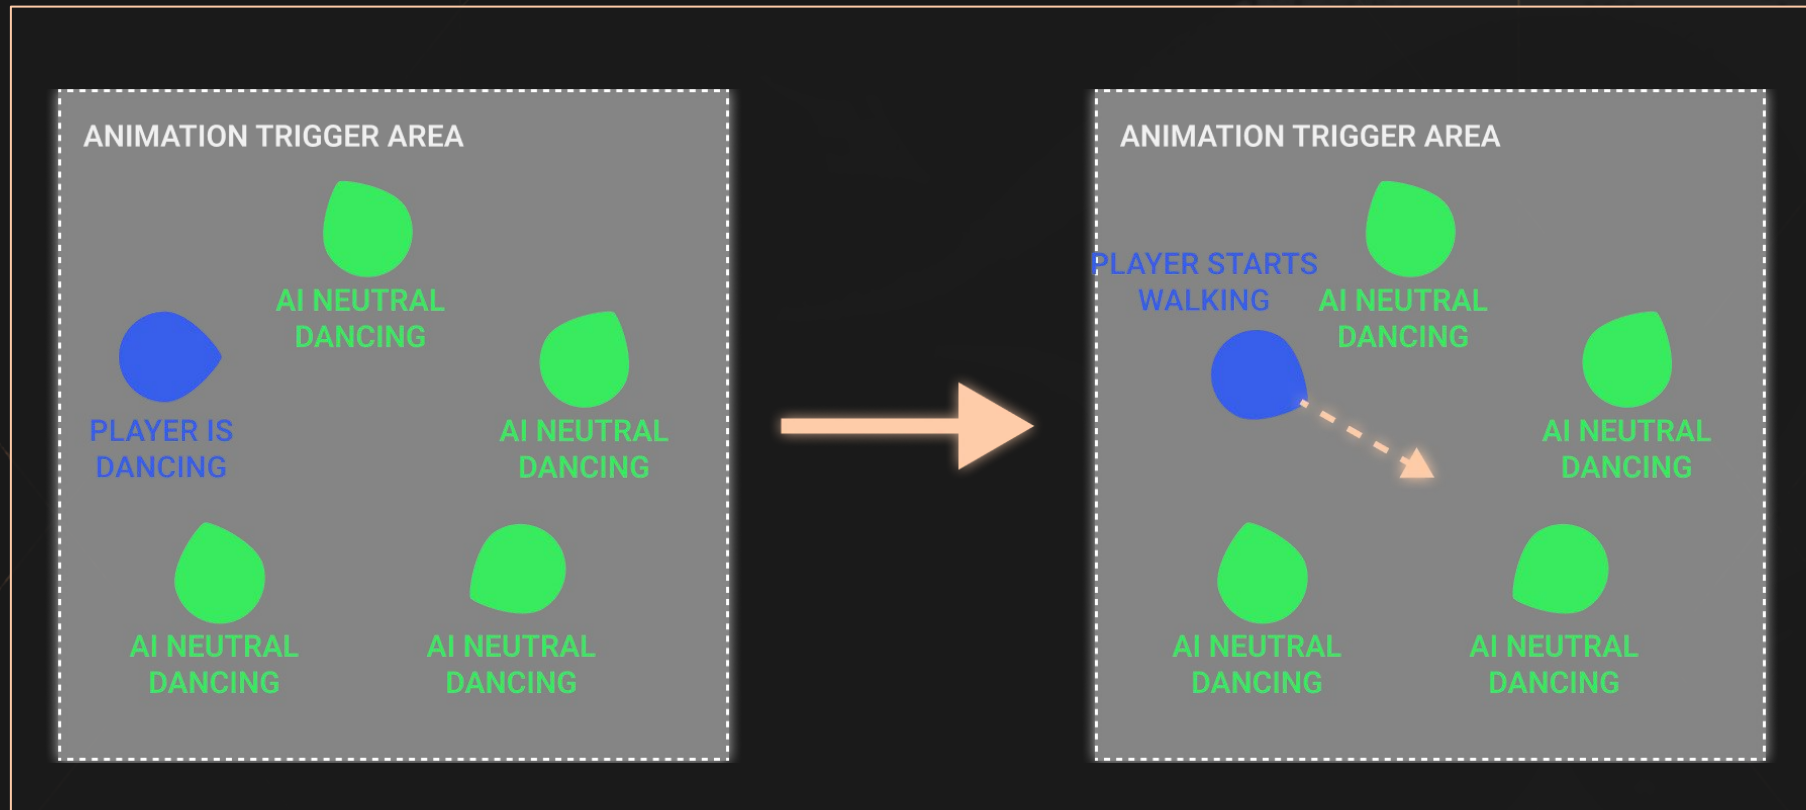 ANIMATION TRIGGER AREA
AI NEUTRAL
DANCING
PLAYER IS
DANCING
AI NEUTRAL
DANCING
AI NEUTRAL
DANCING
AI NEUTRAL
DANCING
ANIMATION TRIGGER AREA
PLAYER STARTS
WALKING
AI NEUTRAL
DANCING
AI NEUTRAL
DANCING
AI NEUTRAL
DANCING
AI NEUTRAL
DANCING